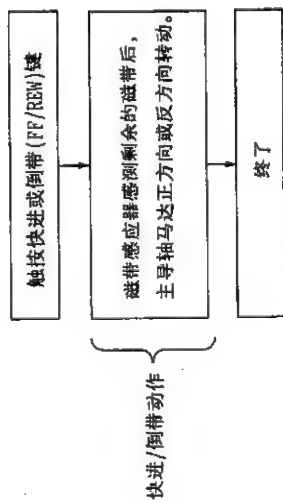 触按快进或倒带(FF/REW)键
磁带感应器感测剩余的磁带后，
主导轴马达正方向或反方向转动。
终了
快进/倒带动作